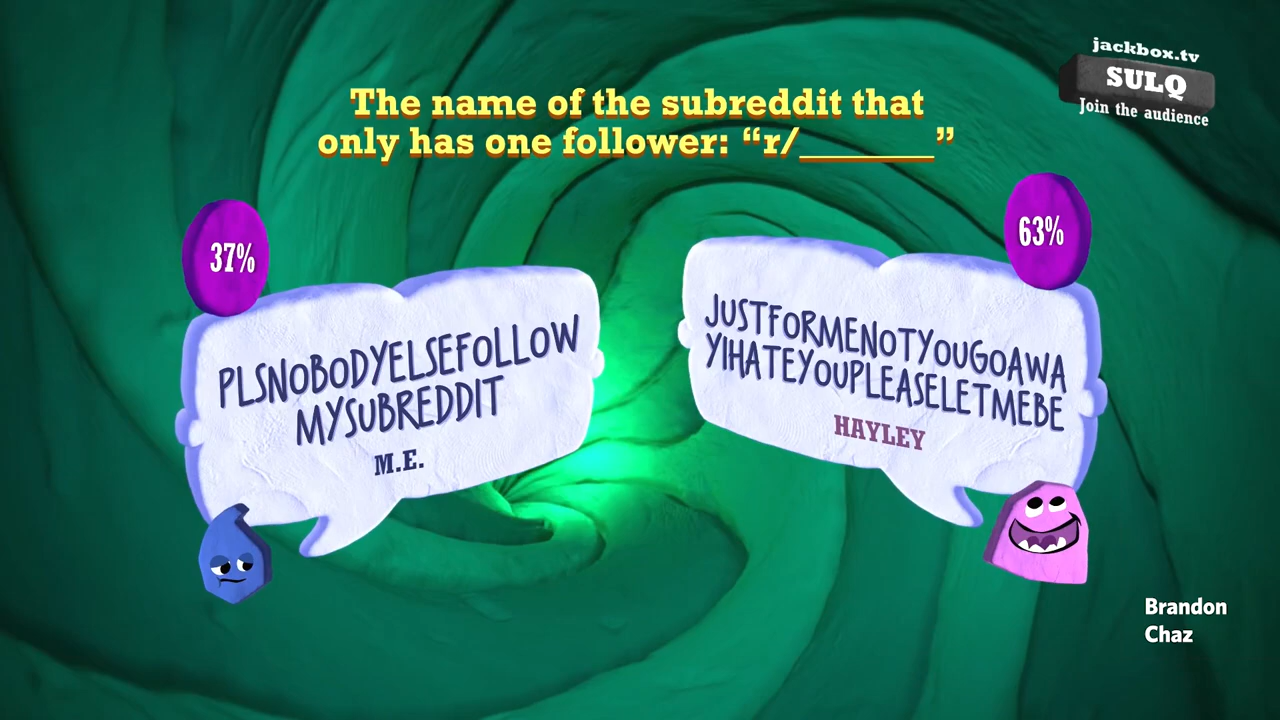 jackbox.tv
SULQ
Join the audience
The name of the subreddit that
only has one follower: “r/_______”
37%
63%
PLSNOBODYELSEFOLLOW
MYSUBREDDIT
M.E.
JUSTFORMENOTYOUGOAWA
YIHATEYOUPLEASELETMEBE
HAYLEY
Brandon
Chaz